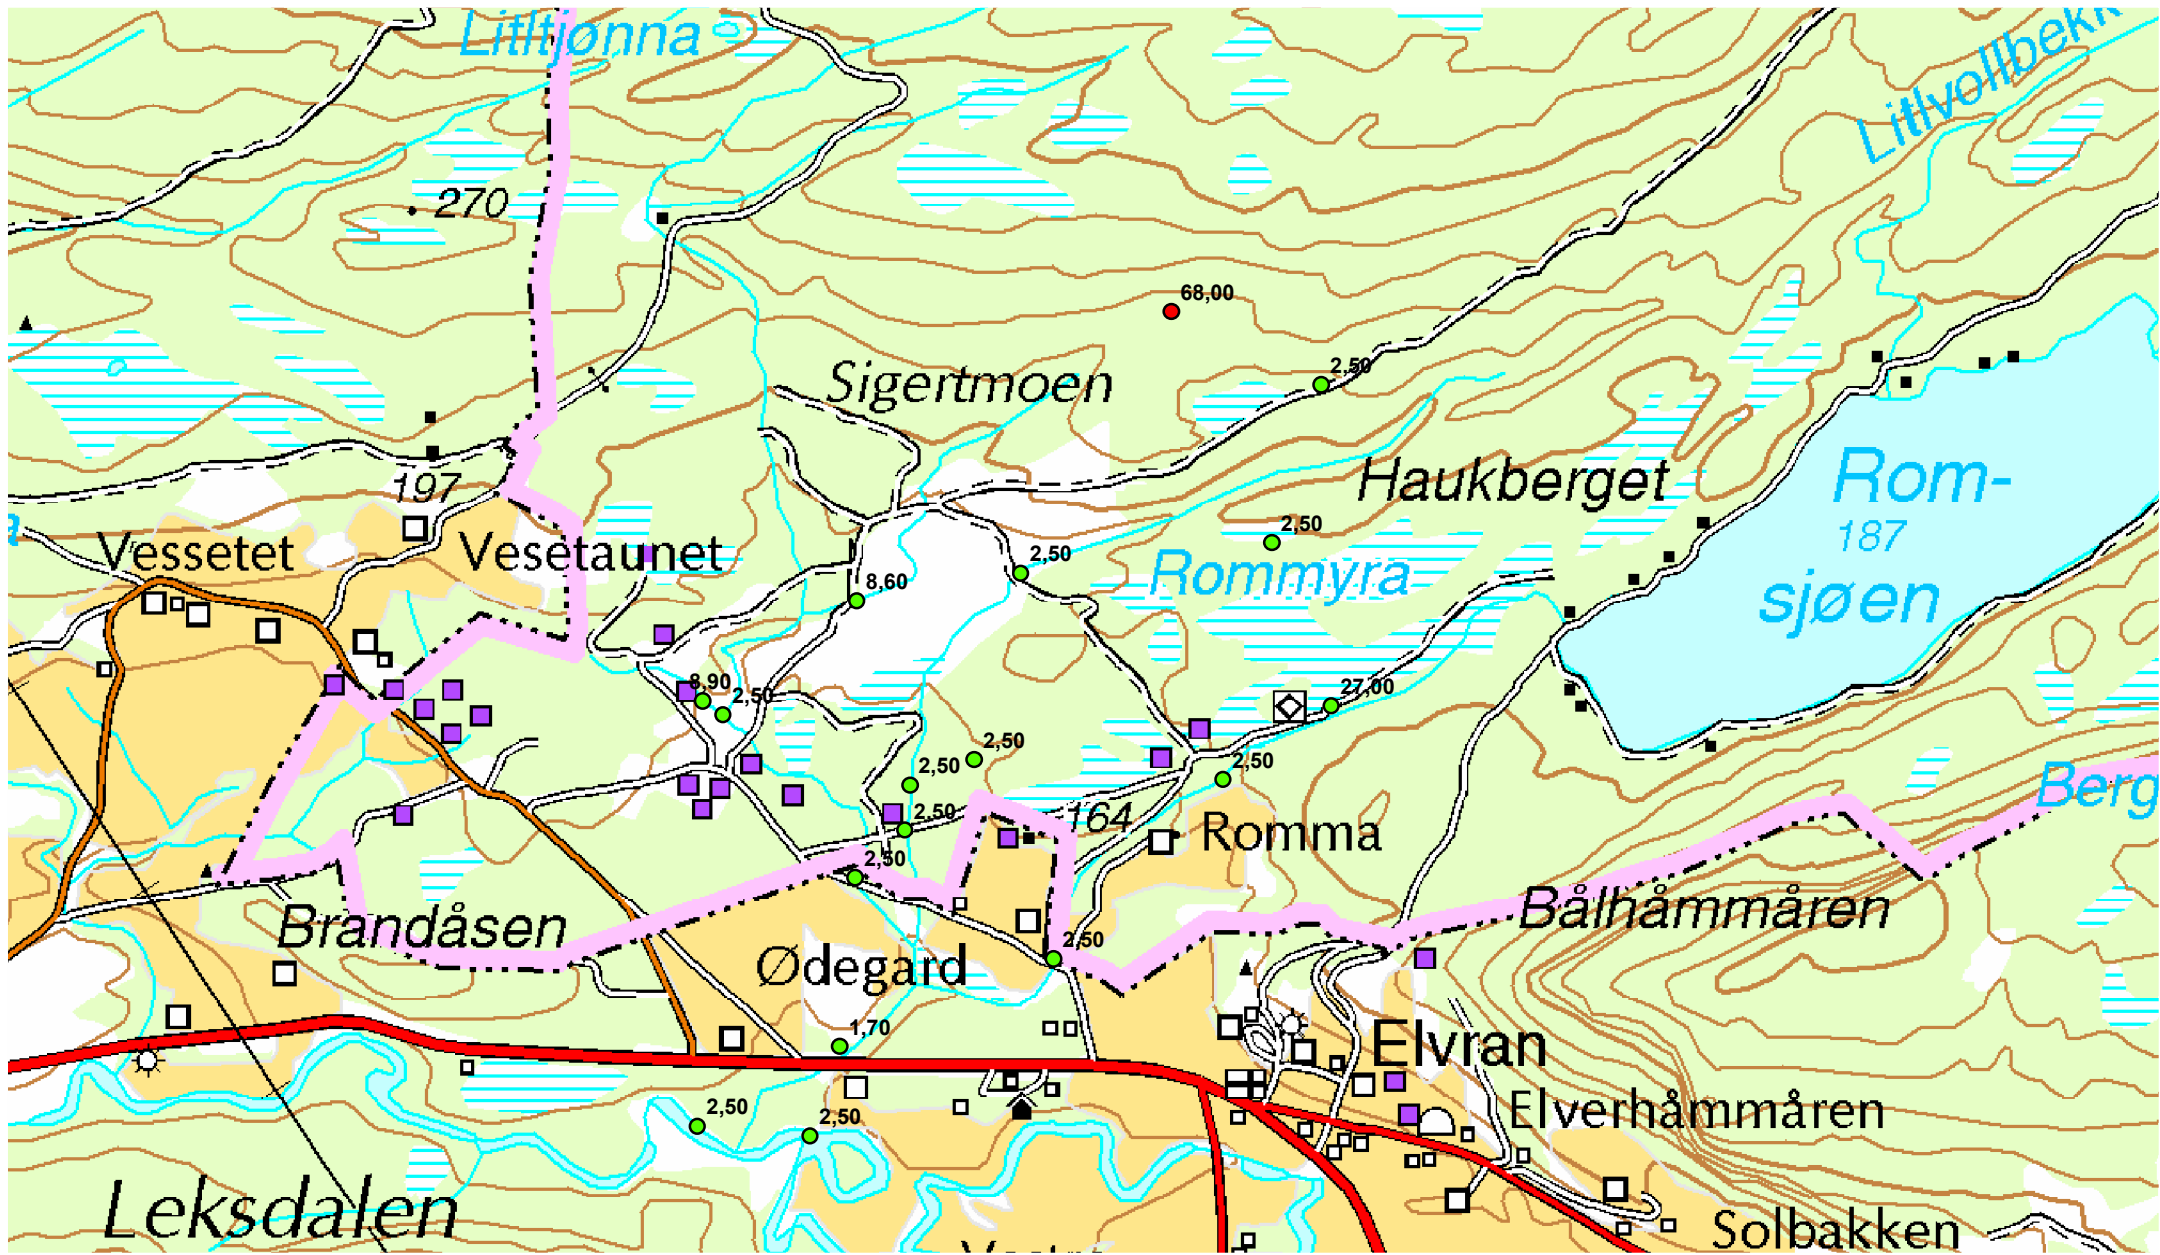 Litltjønna
Litlvollbekk
270
68,00
2,50
Sigertmoen
Haukberget
Rom-
187
sjøen
197
Vessetet
Vesetaunet
2,50
2,50
8,60
Rommyra
8,90
2,50
27,00
2,50
2,50
2,50
2,50
164
Romma
Berg
2,50
Brandåsen
Bålhåmmåren
Ødegård
2,50
1,70
Elvran
2,50
2,50
Elverhåmmåren
Leksdalen
Solbakken